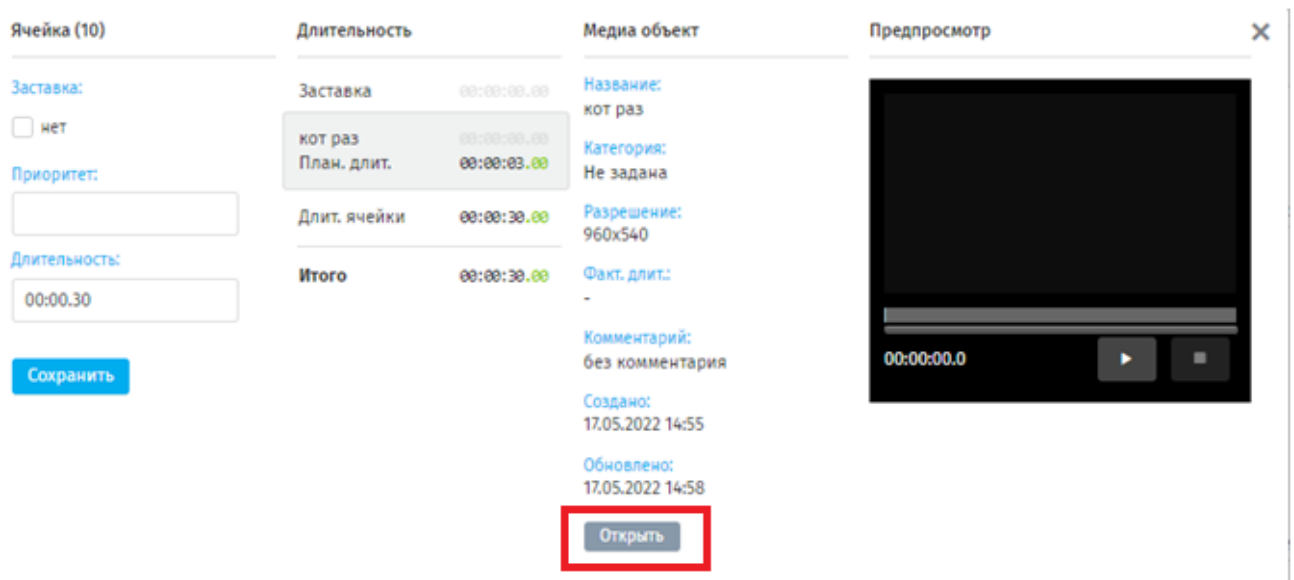 Ячейка (10)
Заставка:
нет
Приоритет:
Длительность:
00:00.30
Сохранить
Длительность
Заставка 00:00:00.00
кот раз 00:00:00.00
План. длит. 00:00:03.00
Длит. ячейки 00:00:30.00
Итого 00:00:30.00
Медиа объект
Название:
кот раз
Категория:
Не задана
Разрешение:
960x540
Факт. длит.:
-
Комментарий:
без комментария
Создано:
17.05.2022 14:55
Обновлено:
17.05.2022 14:58
Открыть
Предпросмотр
00:00:00.0